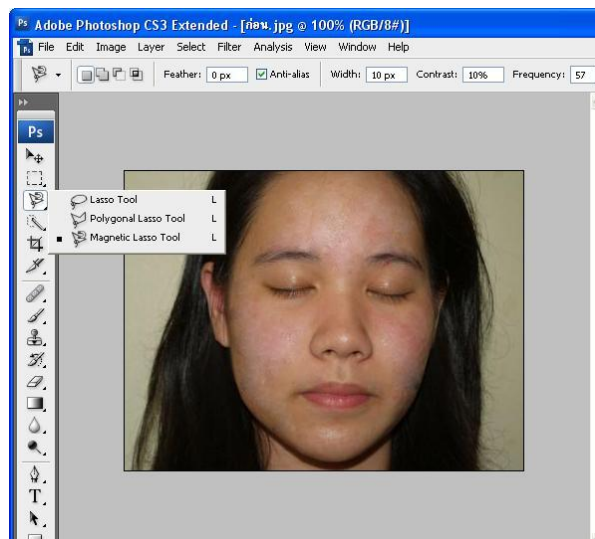 Ps Adobe Photoshop CS3 Extended - [ก่อน.jpg @ 100% (RGB/8#)]
Ps File Edit Image Layer Select Filter Analysis View Window Help
Feather: 0 px Anti-alias Width: 10 px Contrast: 10% Frequency: 57
Ps
Lasso Tool L
Polygonal Lasso Tool L
Magnetic Lasso Tool L
T